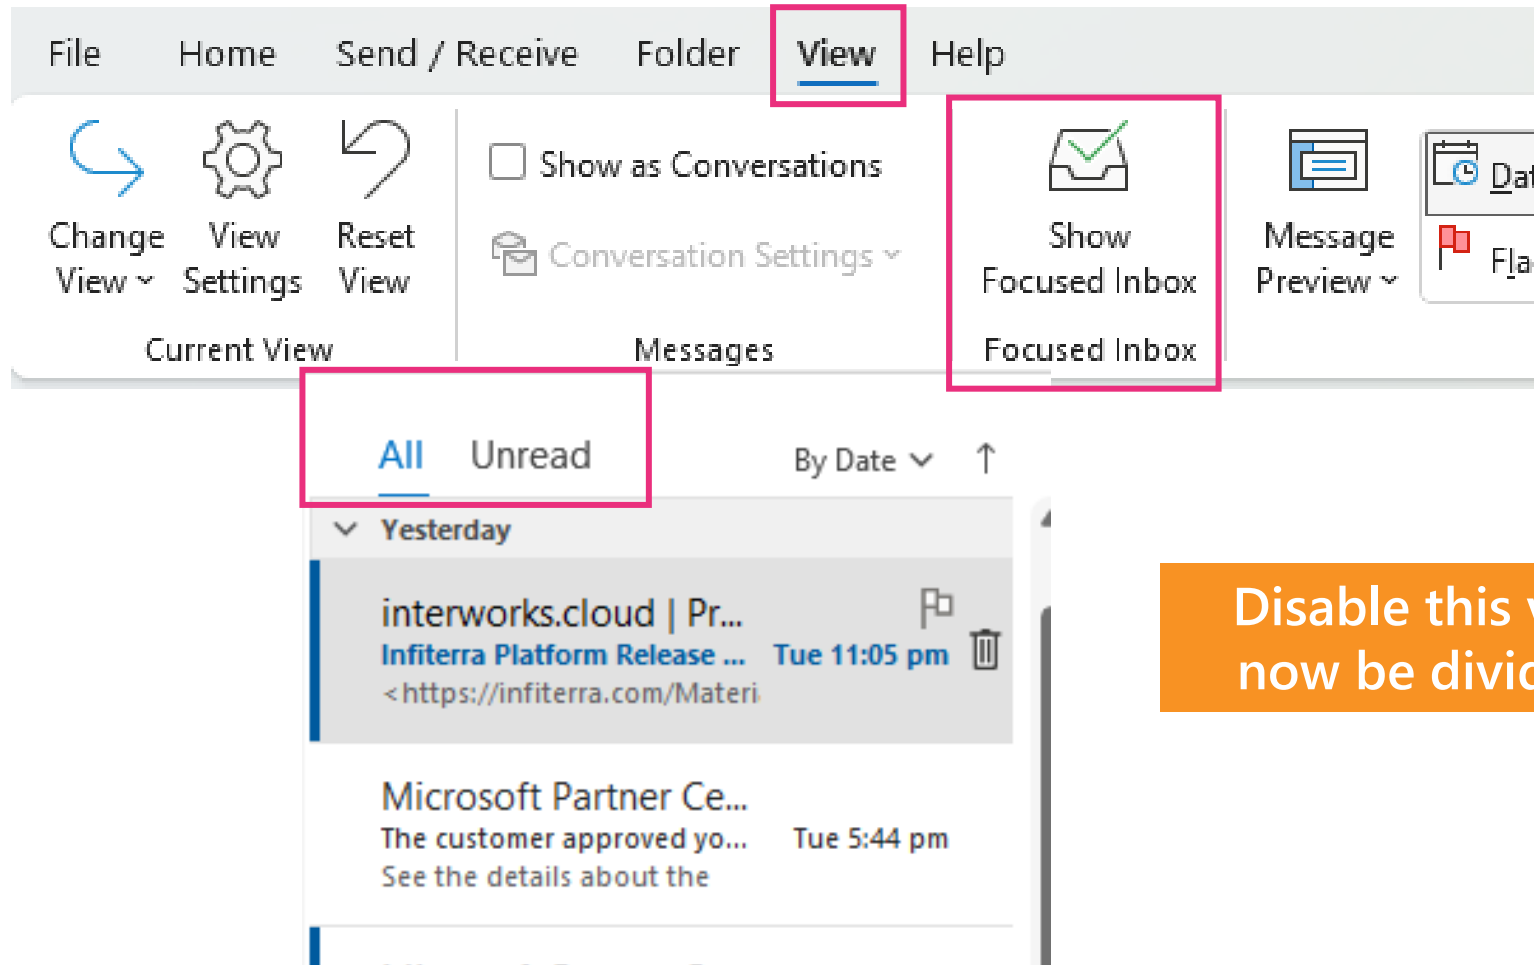 File Home Send / Receive Folder View Help
Show as Conversations
Change View
View Settings
Reset View
Conversation Settings
Show Focused Inbox
Message Preview
Current View Messages Focused Inbox
All Unread By Date
Yesterday
interworks.cloud | Pr...
Infiterra Platform Release ... Tue 11:05 pm
<https://infiterra.com/Materi
Disable this
now be
Microsoft Partner Ce...
The customer approved yo... Tue 5:44 pm
See the details about the